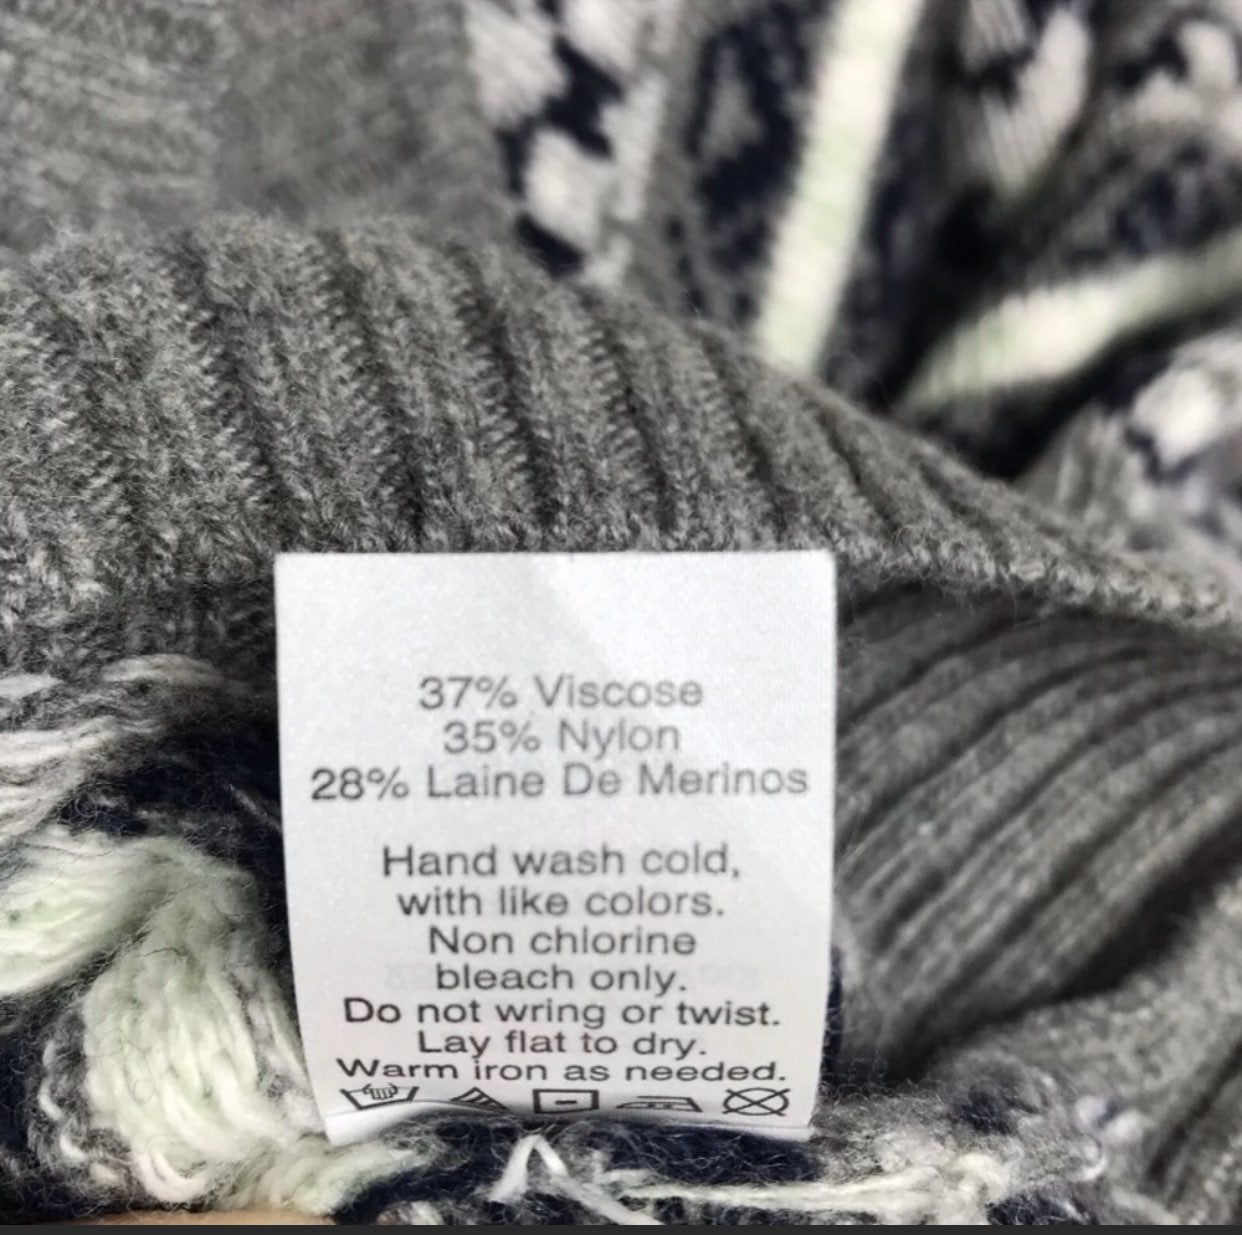 37% Viscose
35% Nylon
28% Laine De Merinos
Hand wash cold,
with like colors.
Non chlorine
bleach only.
Do not wring or twist.
Lay flat to dry.
Warm iron as needed.